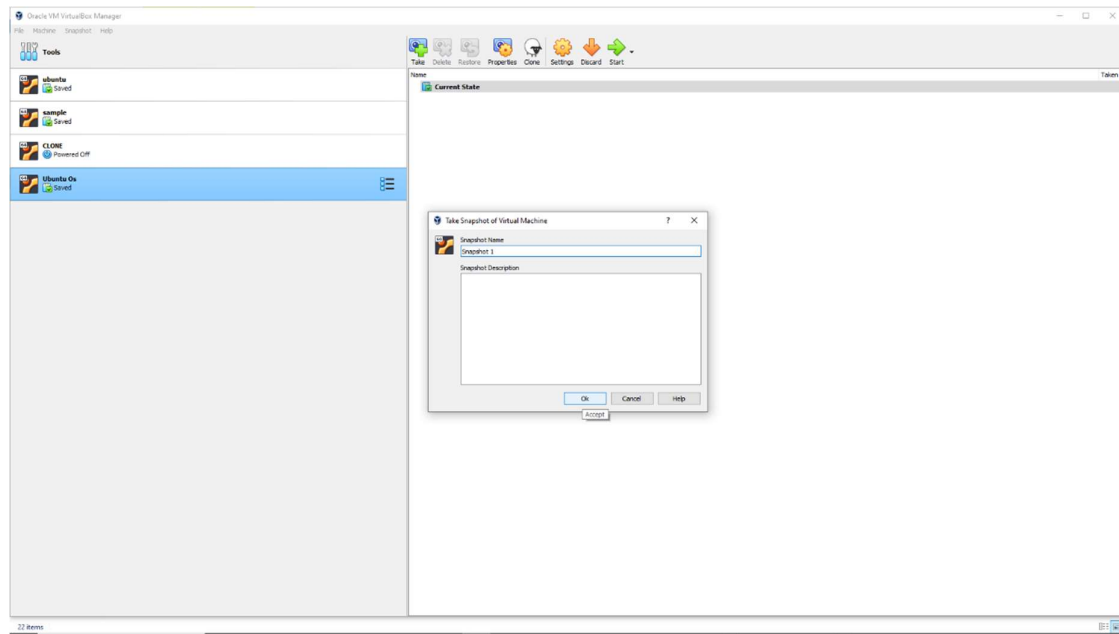 Oracle VM VirtualBox Manager
File Machine Snapshot Help
Tools
Take Delete Restore Properties Clone Settings Discard Start
ubuntu
Saved
sample
Saved
CLONE
Powered Off
Ubuntu Os
Saved
Name Taken
Current State
Take Snapshot of Virtual Machine ?
Snapshot Name
Snapshot 1
Snapshot Description
Ok Cancel Help
Accept
22 items